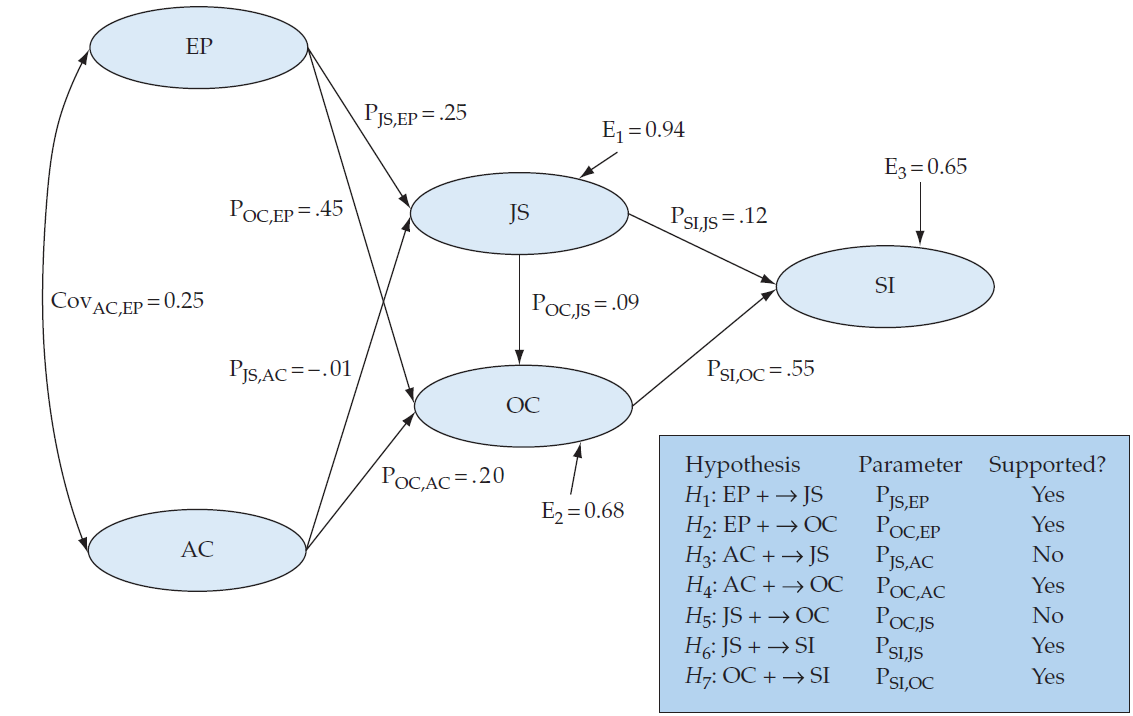 EP
P_JS,EP = .25
E₁ = 0.94
E₃ = 0.65
P_OC,EP = .45
JS
P_SI,JS = .12
SI
Cov_AC,EP = 0.25
P_OC,JS = .09
P_JS,AC = –.01
P_SI,OC = .55
OC
P_OC,AC = .20
E₂ = 0.68
AC
Hypothesis Parameter Supported?
H₁: EP + → JS P_JS,EP Yes
H₂: EP + → OC P_OC,EP Yes
H₃: AC + → JS P_JS,AC No
H₄: AC + → OC P_OC,AC Yes
H₅: JS + → OC P_OC,JS No
H₆: JS + → SI P_SI,JS Yes
H₇: OC + → SI P_SI,OC Yes